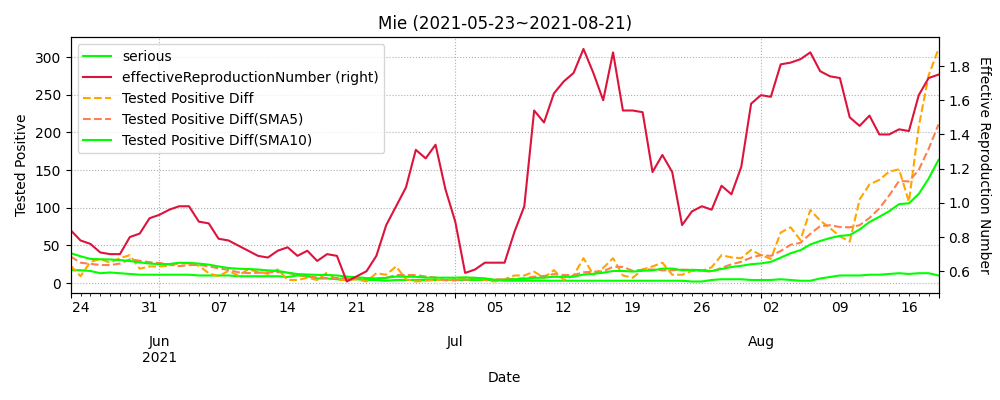 Mie (2021-05-23~2021-08-21)
serious
effectiveReproductionNumber (right)
Tested Positive Diff
Tested Positive Diff(SMA5)
Tested Positive Diff(SMA10)
Tested Positive
300
250
200
150
100
50
0
1.8
1.6
1.4
1.2
1.0
0.8
0.6
Effective Reproduction Number
24 31 07 14 21 28 05 12 19 26 02 09 16
Jun Jul Aug
2021
Date